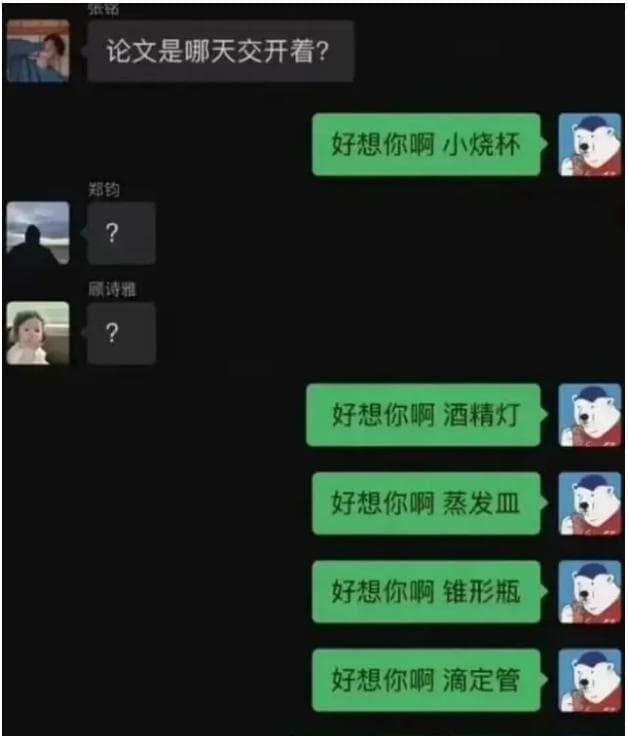 张铭
论文是哪天交开着?
好想你啊 小烧杯
郑钧
?
顾诗雅
?
好想你啊 酒精灯
好想你啊 蒸发皿
好想你啊 锥形瓶
好想你啊 滴定管